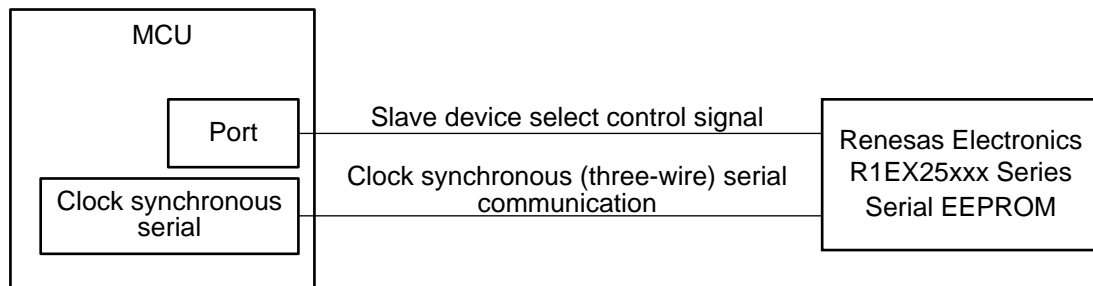 MCU
Port
Slave device select control signal
Clock synchronous
serial
Clock synchronous (three-wire) serial
communication
Renesas Electronics
R1EX25xxx Series
Serial EEPROM